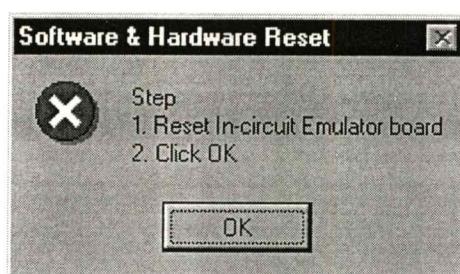 Software & Hardware Reset
Step
1. Reset In-circuit Emulator board
2. Click OK
OK